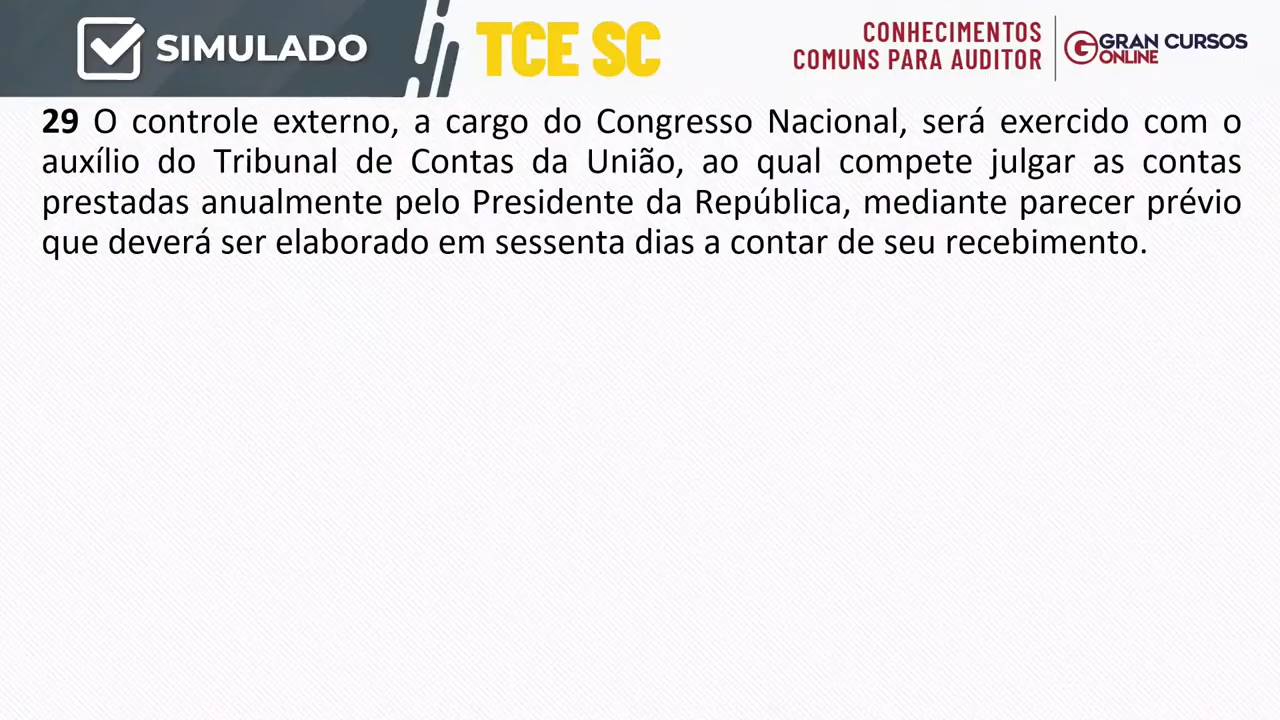 SIMULADO
TCE SC
CONHECIMENTOS
COMUNS PARA AUDITOR
GRAN CURSOS
ONLINE
29 O controle externo, a cargo do Congresso Nacional, será exercido com o
auxílio do Tribunal de Contas da União, ao qual compete julgar as contas
prestadas anualmente pelo Presidente da República, mediante parecer prévio
que deverá ser elaborado em sessenta dias a contar de seu recebimento.